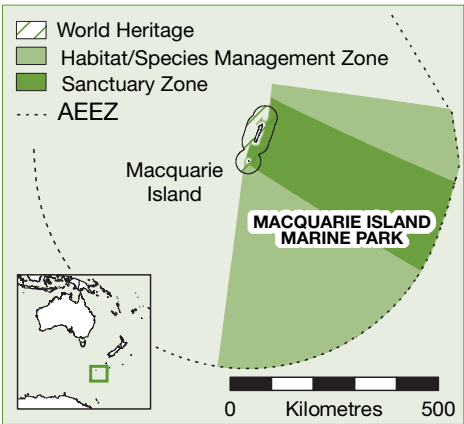 World Heritage
Habitat/Species Management Zone
Sanctuary Zone
AEEZ
Macquarie
Island
MACQUARIE ISLAND
MARINE PARK
0 Kilometres 500